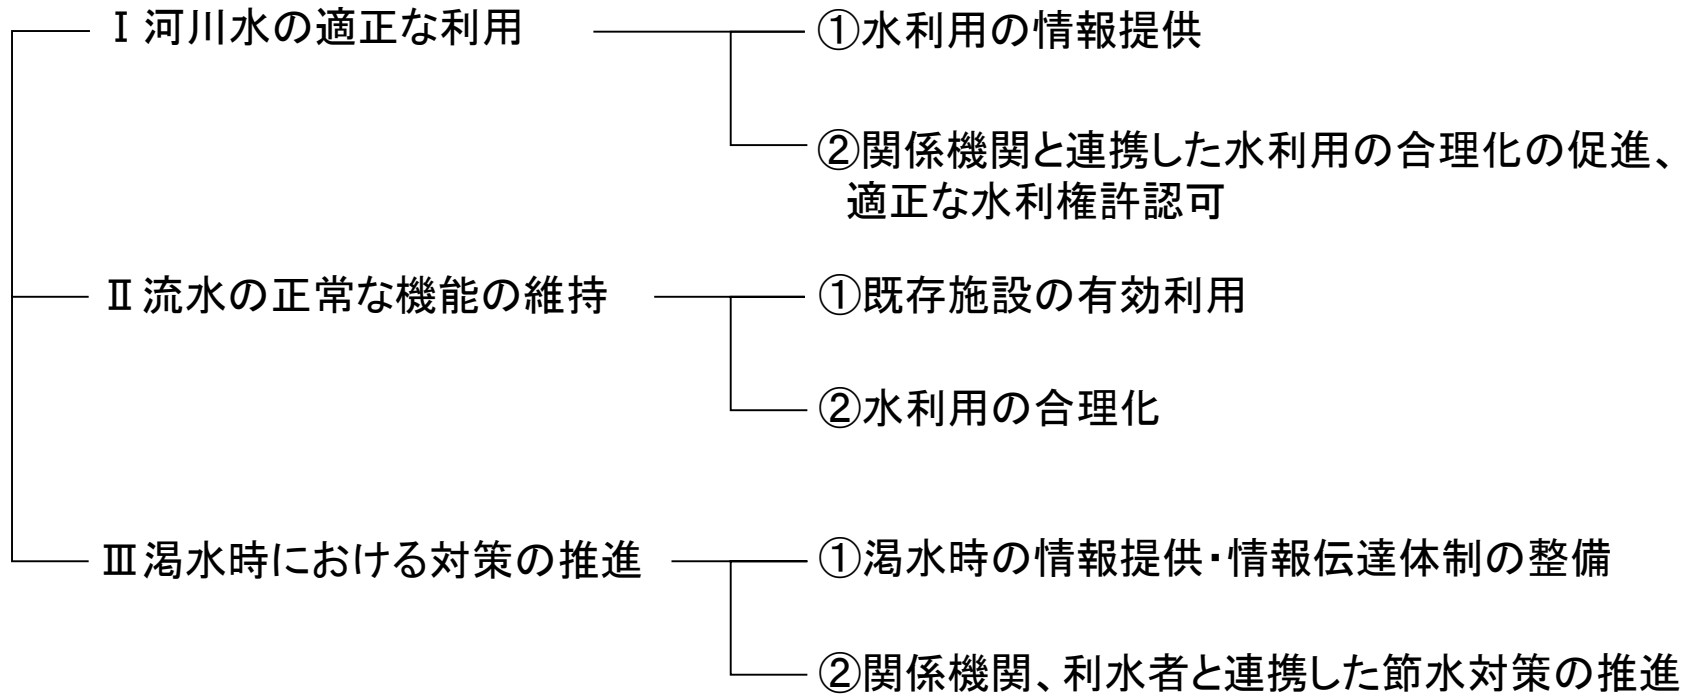 Ⅰ河川水の適正な利用
①水利用の情報提供
②関係機関と連携した水利用の合理化の促進、
適正な水利権許認可
Ⅱ流水の正常な機能の維持
①既存施設の有効利用
②水利用の合理化
Ⅲ渇水時における対策の推進
①渇水時の情報提供・情報伝達体制の整備
②関係機関、利水者と連携した節水対策の推進